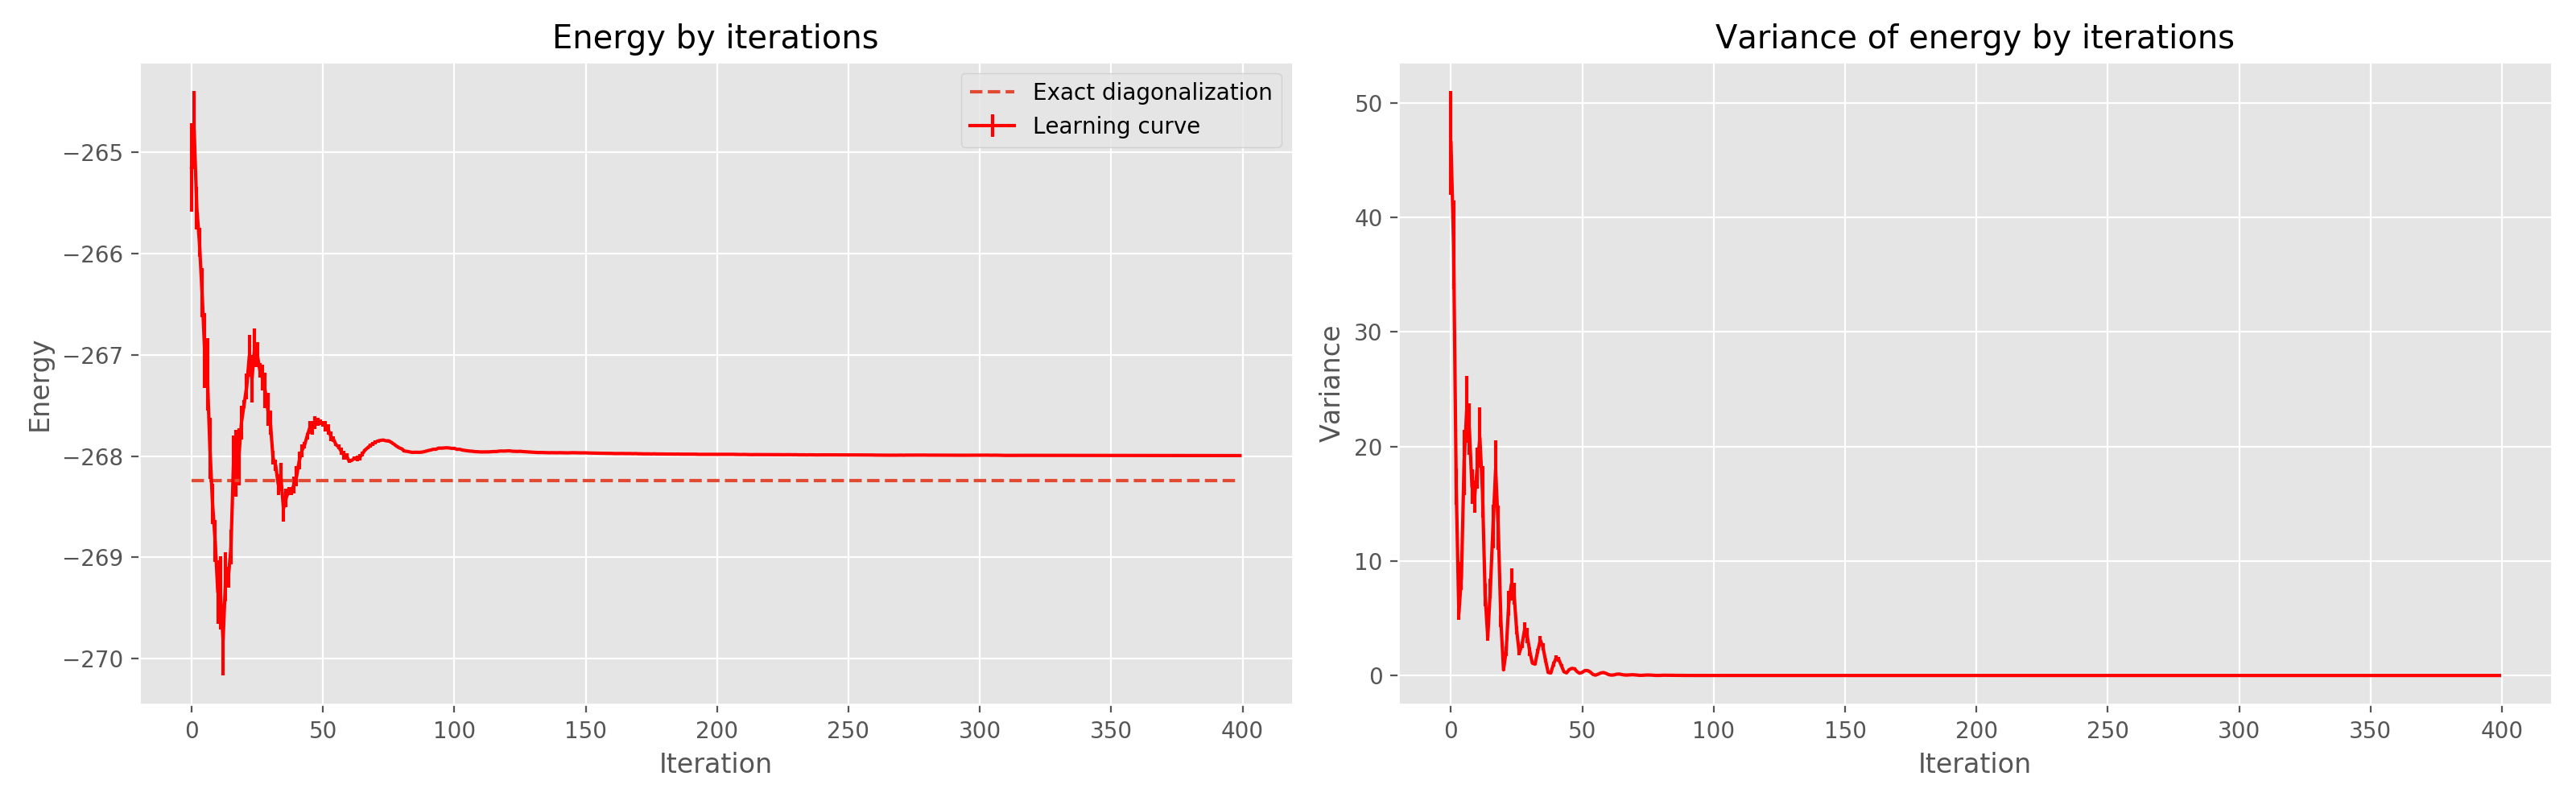 Energy by iterations
Exact diagonalization
Learning curve
Energy
−265
−266
−267
−268
−269
−270
0 50 100 150 200 250 300 350 400
Iteration
Variance of energy by iterations
Variance
50
40
30
20
10
0
0 50 100 150 200 250 300 350 400
Iteration